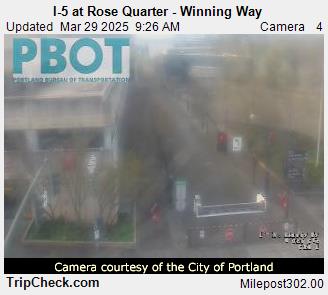 I-5 at Rose Quarter - Winning Way
Updated Mar 29 2025 9:26 AM Camera 4
PBOT
PORTLAND BUREAU OF TRANSPORTATION
Camera courtesy of the City of Portland
TripCheck.com Milepost302.00